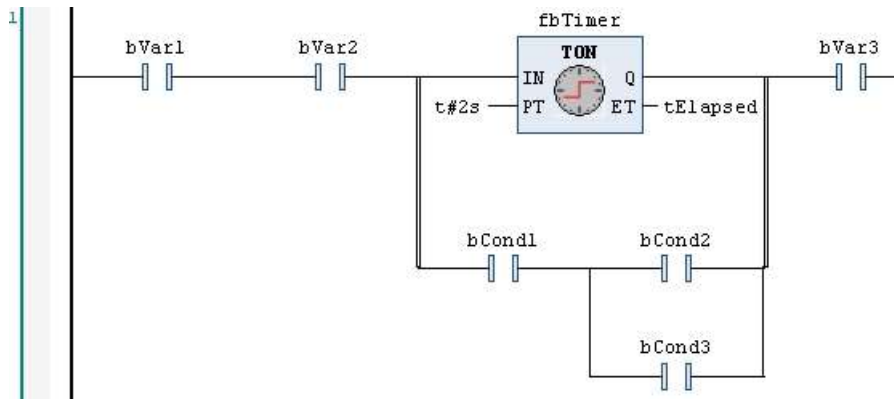 1
fbTimer
bVar1
bVar2
TON
bVar3
IN Q
t#2s PT ET tElapsed
bCond1
bCond2
bCond3